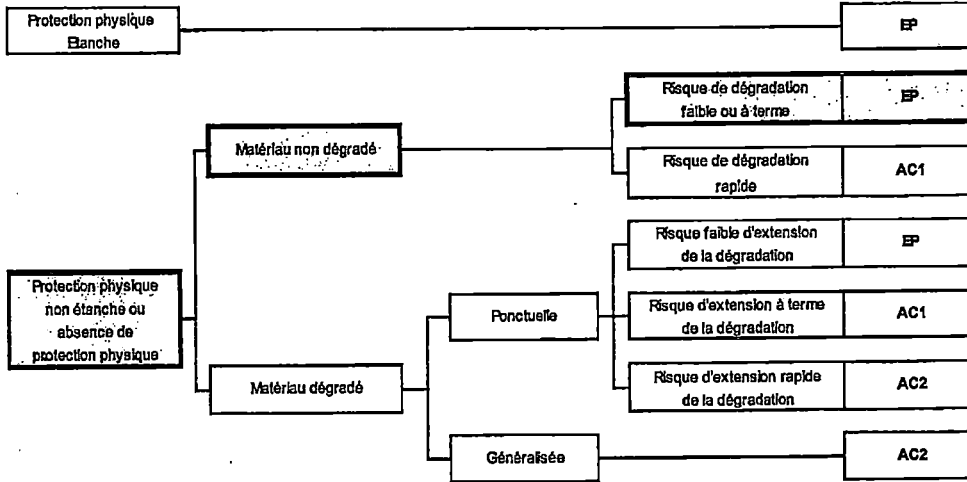 Protection physique
Etanche
EP
Risque de dégradation
faible ou à terme
EP
Matériau non dégradé
Risque de dégradation
rapide
AC1
Risque faible d'extension
de la dégradation
EP
Protection physique
non étanche ou
absence de
protection physique
Ponctuelle
Risque d'extension à terme
de la dégradation
AC1
Matériau dégradé
Risque d'extension rapide
de la dégradation
AC2
Généralisée
AC2